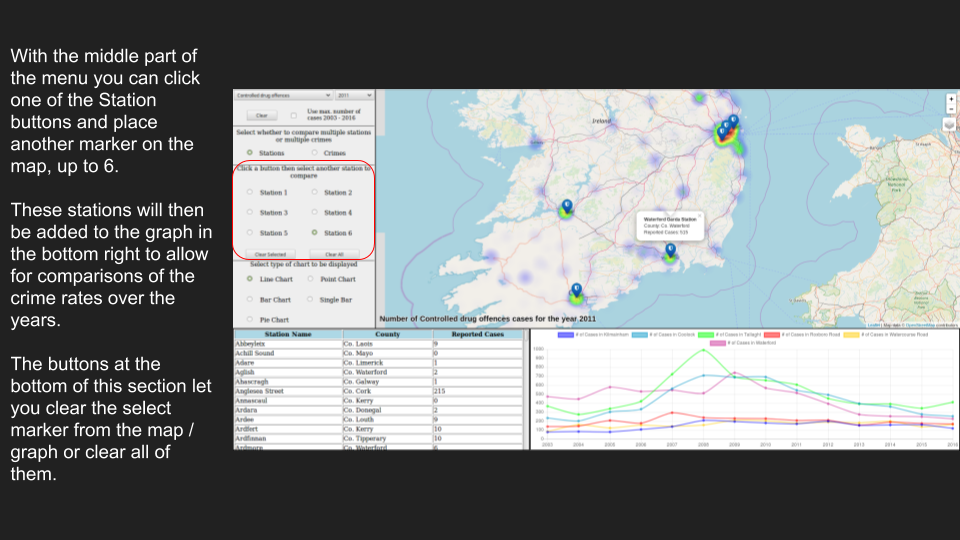 With the middle part of
the menu you can click
one of the Station
buttons and place
another marker on the
map, up to 6.
These stations will then
be added to the graph in
the bottom right to allow
for comparisons of the
crime rates over the
years.
The buttons at the
bottom of this section let
you clear the select
marker from the map /
graph or clear all of
them.
Controlled drug offences 2011
Clear Use max. number of
cases 2003 - 2016
Select whether to compare multiple stations
or multiple crimes
Stations Crimes
Click a button then select another station to
compare
Station 1 Station 2
Station 3 Station 4
Station 5 Station 6
Clear Selected Clear All
Select type of chart to be displayed
Line Chart Point Chart
Bar Chart Single Bar
Pie Chart
Ireland
+
−
Waterford Garda Station
County: Co. Waterford
Reported Cases: 515
Number of Controlled drug offences cases for the year 2011
Leaflet | Map data © OpenStreetMap contributors
Station Name County Reported Cases
Abbeyleix Co. Laois 9
Achill Sound Co. Mayo 0
Adare Co. Limerick 1
Aglish Co. Waterford 2
Ahascragh Co. Galway 1
Anglesea Street Co. Cork 215
Annascaul Co. Kerry 0
Ardara Co. Donegal 2
Ardee Co. Louth 9
Ardfert Co. Kerry 10
Ardfinnan Co. Tipperary 10
Ardmore Co. Waterford 6
# of Cases in Kilmainham # of Cases in Crumlin # of Cases in Tallaght # of Cases in Roxboro Road # of Cases in Watercourse Road
# of Cases in Waterford
1000
900
800
700
600
500
400
300
200
100
0
2003 2004 2005 2006 2007 2008 2009 2010 2011 2012 2013 2014 2015 2016